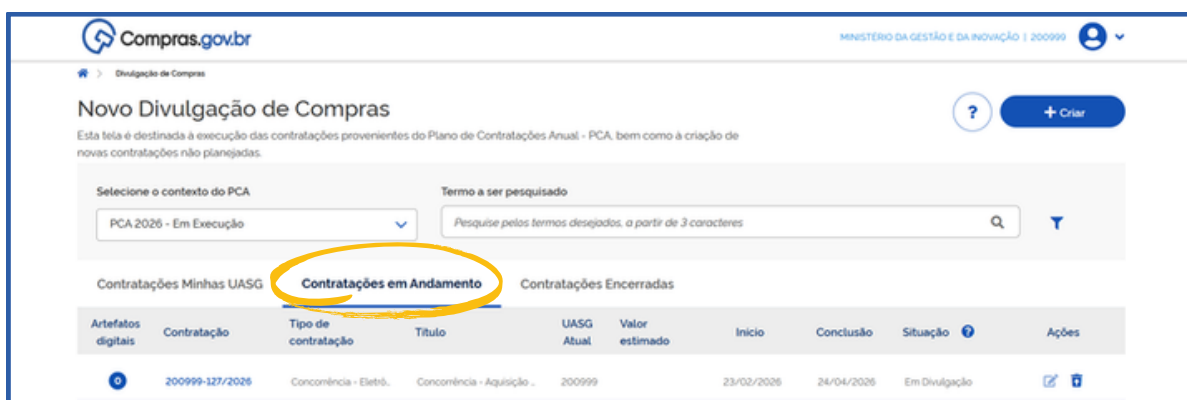 Compras.gov.br
MINISTÉRIO DA GESTÃO E DA INOVAÇÃO | 200999
Divulgação de Compras
Novo Divulgação de Compras
? + Criar
Esta tela é destinada à execução das contratações provenientes do Plano de Contratações Anual - PCA, bem como à criação de
novas contratações não planejadas.
Selecione o contexto do PCA
Termo a ser pesquisado
PCA 2026 - Em Execução
Pesquise pelos termos desejados, a partir de 3 caracteres
Contratações Minhas UASG Contratações em Andamento Contratações Encerradas
Artefatos digitais Contratação Tipo de contratação Título UASG Atual Valor estimado Início Conclusão Situação ? Ações
0 200999-127/2026 Concorrência - Eletrô... Concorrência - Aquisição ... 200999 23/02/2026 24/04/2026 Em Divulgação